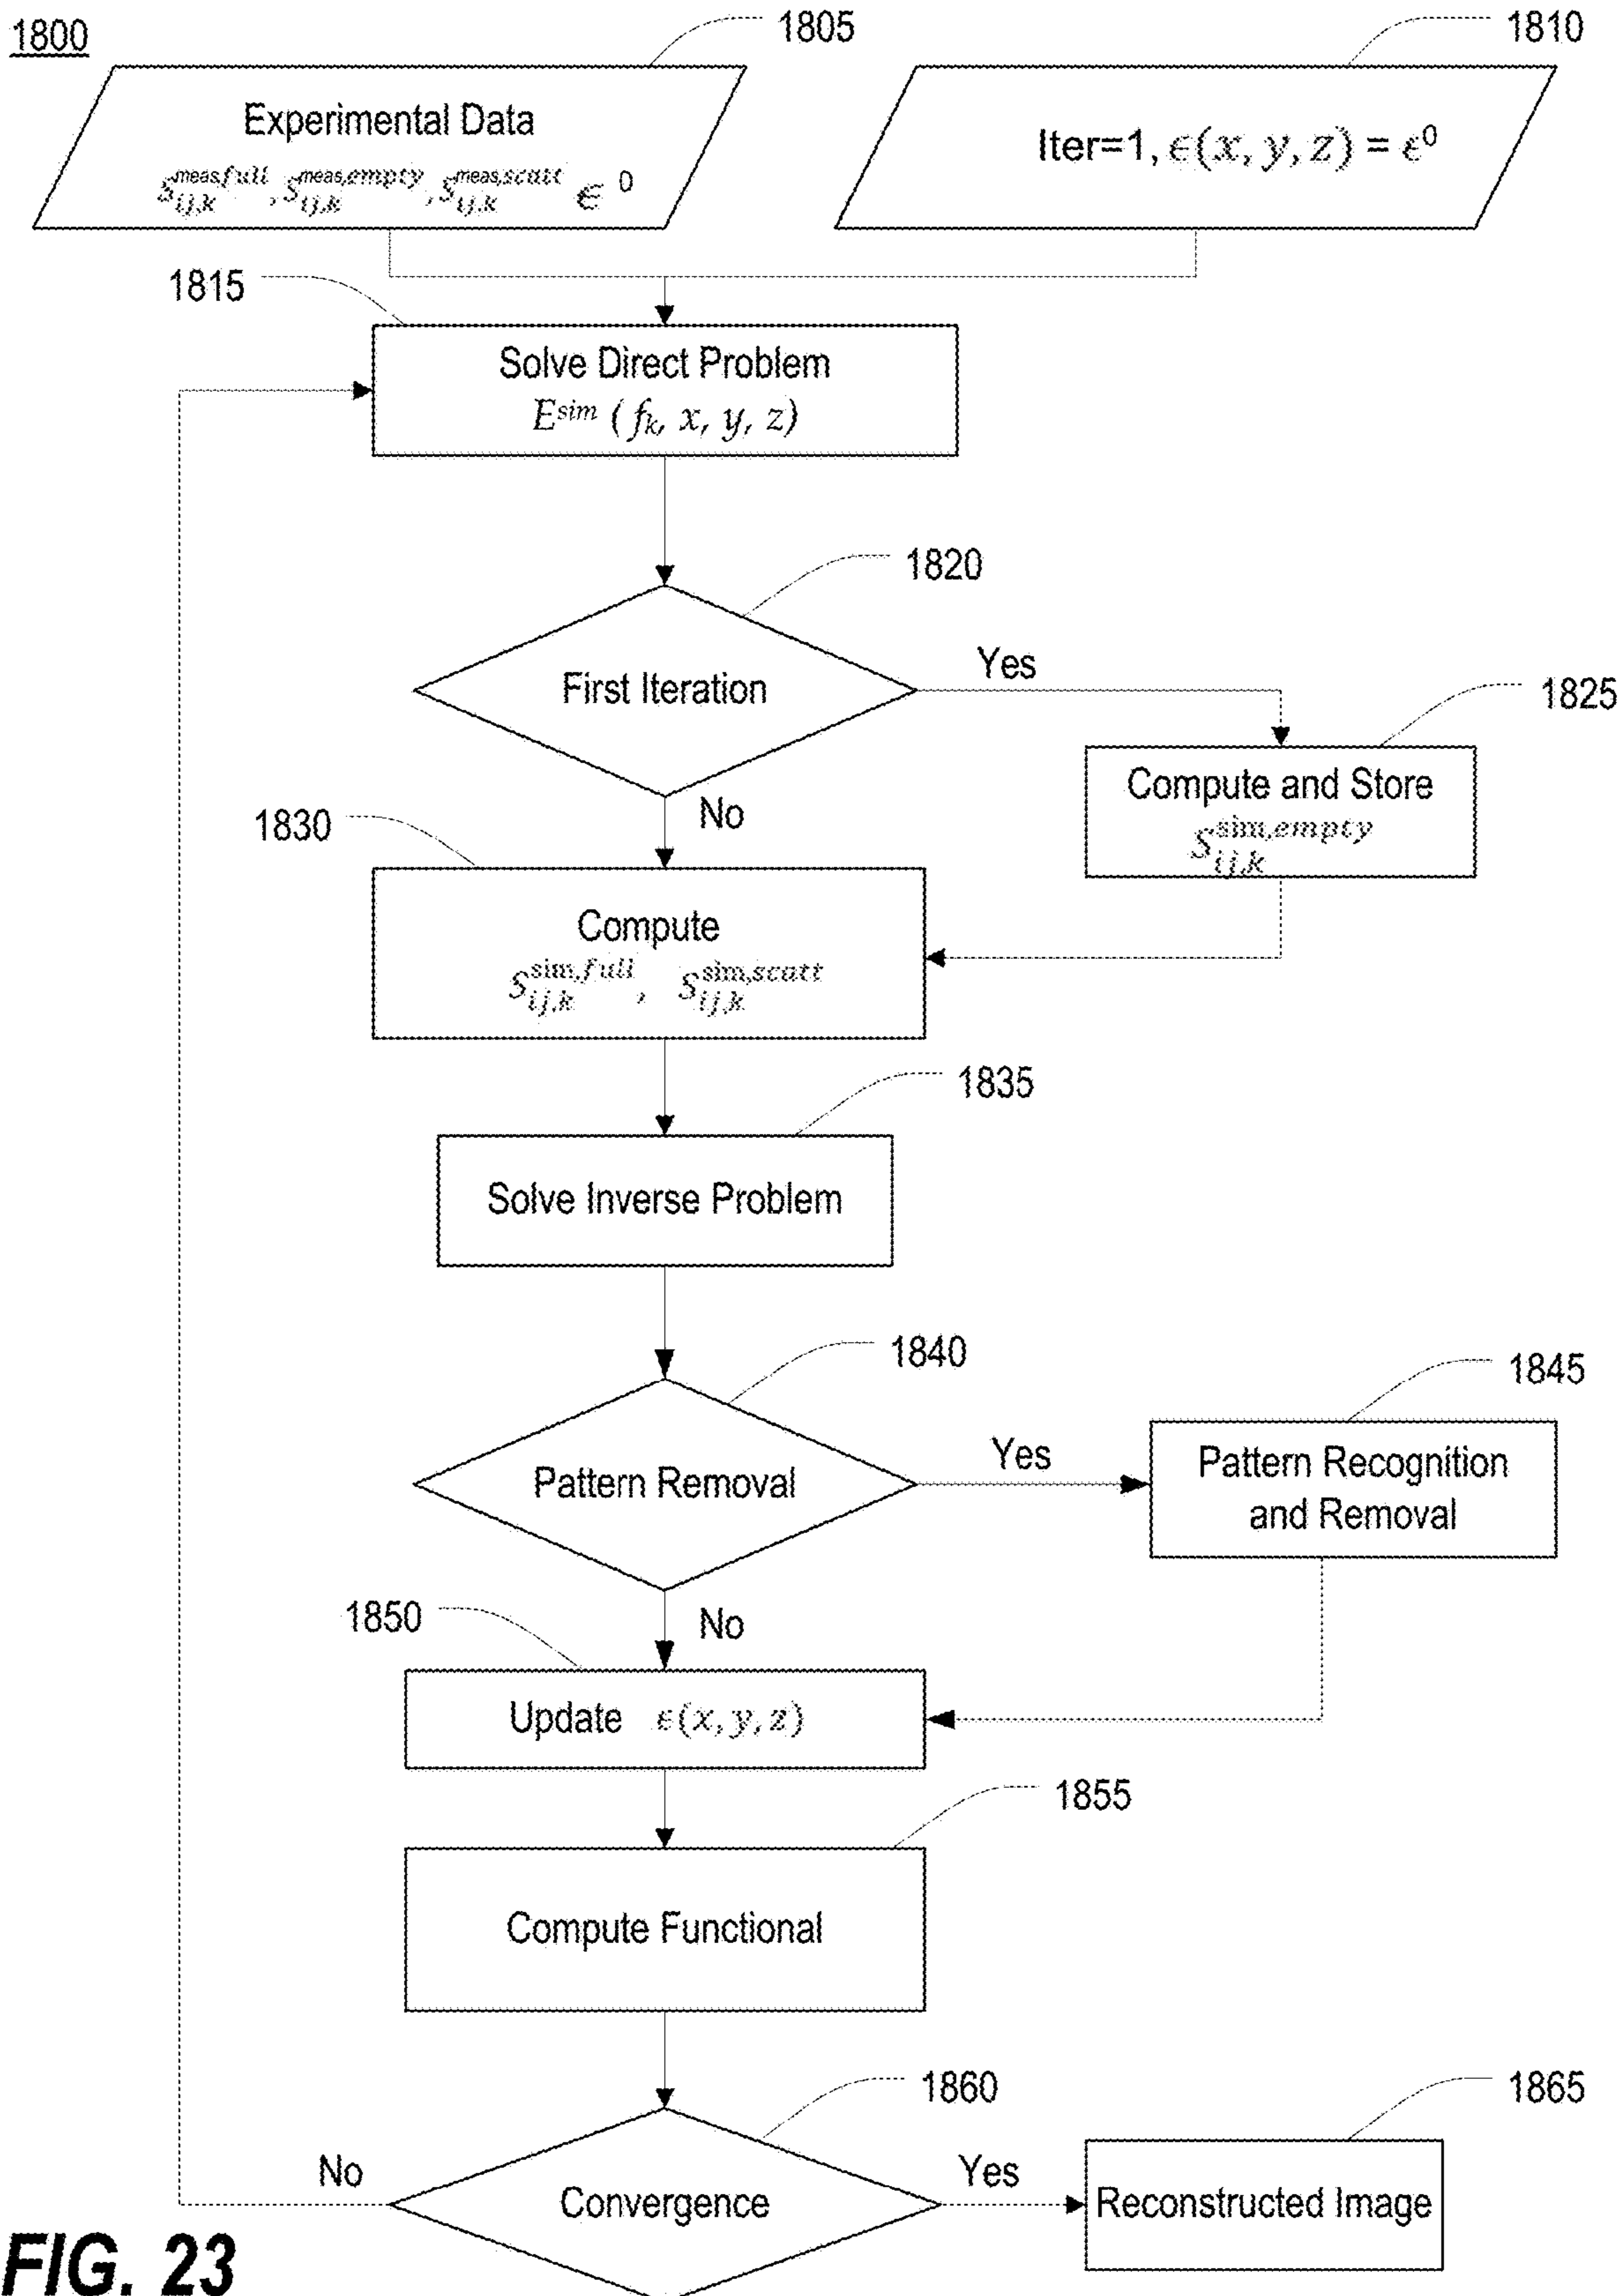 1800
1805
1810
Experimental Data
S_{ij,k}^{meas,full}, S_{ij,k}^{meas,empty}, S_{ij,k}^{meas,scatt} ϵ^0
Iter=1, ϵ(x, y, z) = ϵ^0
1815
Solve Direct Problem
E^{sim} (f_k, x, y, z)
1820
First Iteration
Yes
1825
Compute and Store
S_{ij,k}^{sim,empty}
No
1830
Compute
S_{ij,k}^{sim,full}, S_{ij,k}^{sim,scatt}
1835
Solve Inverse Problem
1840
Pattern Removal
Yes
1845
Pattern Recognition
and Removal
No
1850
Update ϵ(x, y, z)
1855
Compute Functional
1860
Convergence
No
Yes
1865
Reconstructed Image
FIG. 23